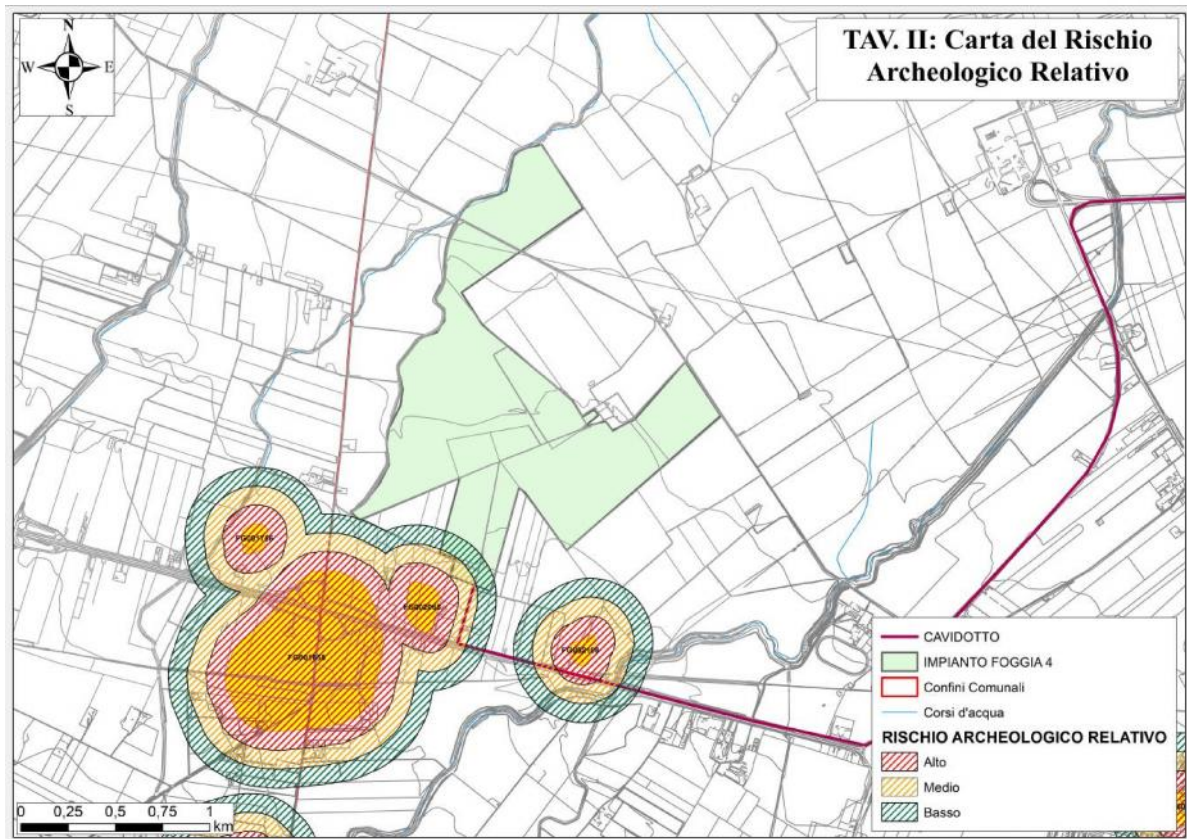 N
W
E
S
TAV. II: Carta del Rischio
Archeologico Relativo
CAVIDOTTO
IMPIANTO FOGGIA 4
Confini Comunali
Corsi d'acqua
RISCHIO ARCHEOLOGICO RELATIVO
Alto
Medio
Basso
0 0,25 0,5 0,75 1
km